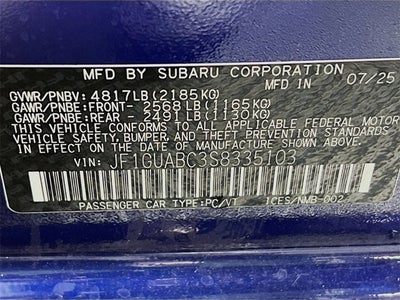 MFD BY SUBARU CORPORATION
MFD IN 07/25
GVWR/PNBV: 4817LB(2185KG)
GAWR/PNBE:FRONT- 2568LB(1165KG)
GAWR/PNBE:REAR - 2491LB(1130KG)
THIS VEHICLE CONFORMS TO ALL APPLICABLE FEDERAL MOTOR
VEHICLE SAFETY, BUMPER, AND THEFT PREVENTION STANDARDS
IN EFFECT ON THE DATE OF MANUFACTURE SHOWN ABOVE.
VIN: JF1GUABC3S8335103
PASSENGER CAR TYPE:PC/VT 1CES/NMB-002